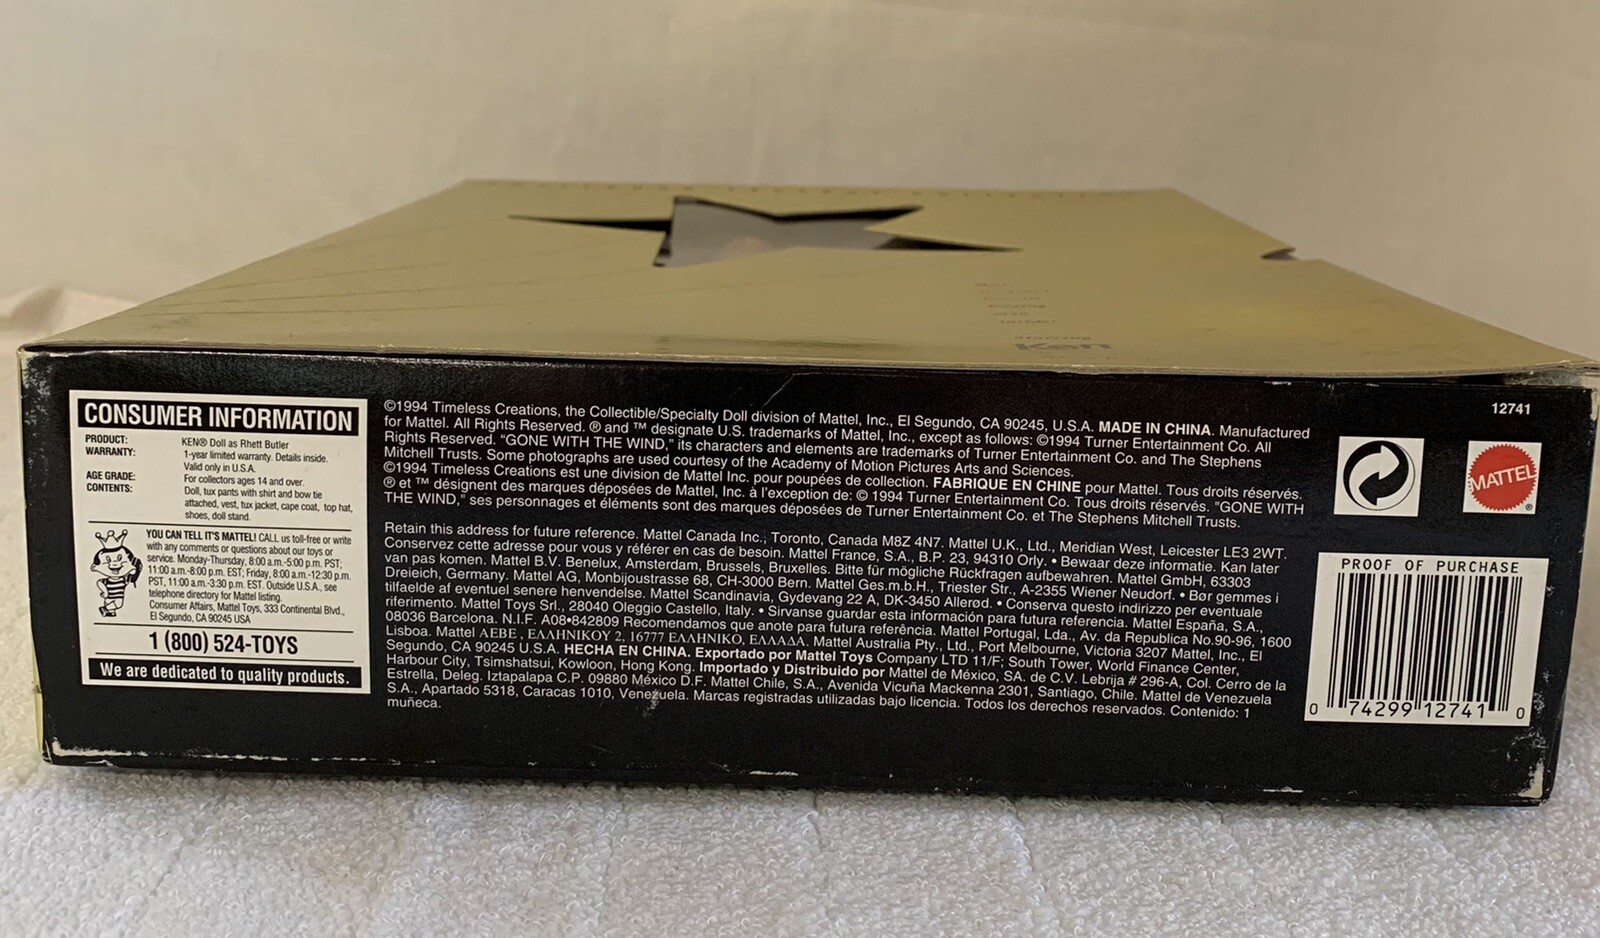 Ken
12741
CONSUMER INFORMATION
PRODUCT: KEN® Doll as Rhett Butler
WARRANTY: 1-year limited warranty. Details inside.
Valid only in U.S.A.
AGE GRADE: For collectors ages 14 and over.
CONTENTS: Doll, tux pants with shirt and bow tie
attached, vest, tux jacket, cape coat, top hat,
shoes, doll stand.
YOU CAN TELL IT'S MATTEL! CALL us toll-free or write
with any comments or questions about our toys or
service. Monday-Thursday, 8:00 a.m.-5:00 p.m. PST;
11:00 a.m.-8:00 p.m. EST; Friday, 8:00 a.m.-12:30 p.m.
PST, 11:00 a.m.-3:30 p.m. EST. Outside U.S.A., see
telephone directory for Mattel listing.
Consumer Affairs, Mattel Toys, 333 Continental Blvd.,
El Segundo, CA 90245 USA
1 (800) 524-TOYS
We are dedicated to quality products.
©1994 Timeless Creations, the Collectible/Specialty Doll division of Mattel, Inc., El Segundo, CA 90245, U.S.A. MADE IN CHINA. Manufactured
for Mattel. All Rights Reserved. ® and ™ designate U.S. trademarks of Mattel, Inc., except as follows: ©1994 Turner Entertainment Co. All
Rights Reserved. "GONE WITH THE WIND," its characters and elements are trademarks of Turner Entertainment Co. and The Stephens
Mitchell Trusts. Some photographs are used courtesy of the Academy of Motion Pictures Arts and Sciences.
©1994 Timeless Creations est une division de Mattel Inc. pour poupées de collection. FABRIQUE EN CHINE pour Mattel. Tous droits réservés.
® et ™ désignent des marques déposées de Mattel, Inc. à l'exception de: © 1994 Turner Entertainment Co. Tous droits réservés. "GONE WITH
THE WIND," ses personnages et éléments sont des marques déposées de Turner Entertainment Co. et The Stephens Mitchell Trusts.
Retain this address for future reference. Mattel Canada Inc., Toronto, Canada M8Z 4N7. Mattel U.K., Ltd., Meridian West, Leicester LE3 2WT.
Conservez cette adresse pour vous y référer en cas de besoin. Mattel France, S.A., B.P. 23, 94310 Orly. • Bewaar deze informatie. Kan later
van pas komen. Mattel B.V. Benelux, Amsterdam, Brussels, Bruxelles. Bitte für mögliche Rückfragen aufbewahren. Mattel GmbH, 63303
Dreieich, Germany. Mattel AG, Monbijoustrasse 68, CH-3000 Bern. Mattel Ges.m.b.H., Triester Str., A-2355 Wiener Neudorf. • Bør gemmes i
tilfaelde af eventuel senere henvendelse. Mattel Scandinavia, Gydevang 22 A, DK-3450 Allerød. • Conserva questo indirizzo per eventuale
riferimento. Mattel Toys Srl., 28040 Oleggio Castello, Italy. • Sirvanse guardar esta información para futura referencia. Mattel España, S.A.,
08036 Barcelona. N.I.F. A08•842809 Recomendamos que anote para futura referência. Mattel Portugal, Lda., Av. da Republica No.90-96, 1600
Lisboa. Mattel ΑΕΒΕ , ΕΛΛΗΝΙΚΟΥ 2, 16777 ΕΛΛΗΝΙΚΟ, ΕΛΛΑΔΑ. Mattel Australia Pty., Ltd., Port Melbourne, Victoria 3207 Mattel, Inc., El
Segundo, CA 90245 U.S.A. HECHA EN CHINA. Exportado por Mattel Toys Company LTD 11/F; South Tower, World Finance Center,
Harbour City, Tsimshatsui, Kowloon, Hong Kong. Importado y Distribuido por Mattel de México, SA. de C.V. Lebrija # 296-A, Col. Cerro de la
Estrella, Deleg. Iztapalapa C.P. 09880 México D.F. Mattel Chile, S.A., Avenida Vicuña Mackenna 2301, Santiago, Chile. Mattel de Venezuela
S.A., Apartado 5318, Caracas 1010, Venezuela. Marcas registradas utilizadas bajo licencia. Todos los derechos reservados. Contenido: 1
muñeca.
MATTEL®
PROOF OF PURCHASE
0 74299 12741 0